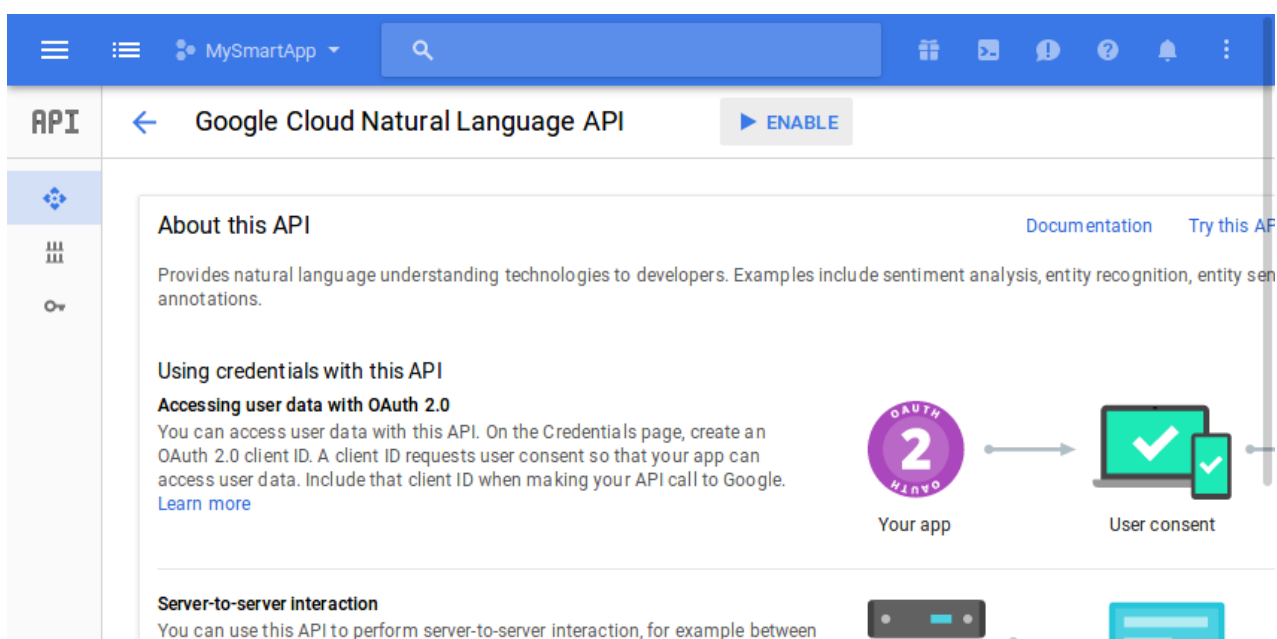 MySmartApp
API
Google Cloud Natural Language API
ENABLE
About this API
Documentation
Try this AP
Provides natural language understanding technologies to developers. Examples include sentiment analysis, entity recognition, entity sen
annotations.
Using credentials with this API
Accessing user data with OAuth 2.0
You can access user data with this API. On the Credentials page, create an
OAuth 2.0 client ID. A client ID requests user consent so that your app can
access user data. Include that client ID when making your API call to Google.
Learn more
OAUTH
2
OAUTH
Your app
User consent
Server-to-server interaction
You can use this API to perform server-to-server interaction, for example between